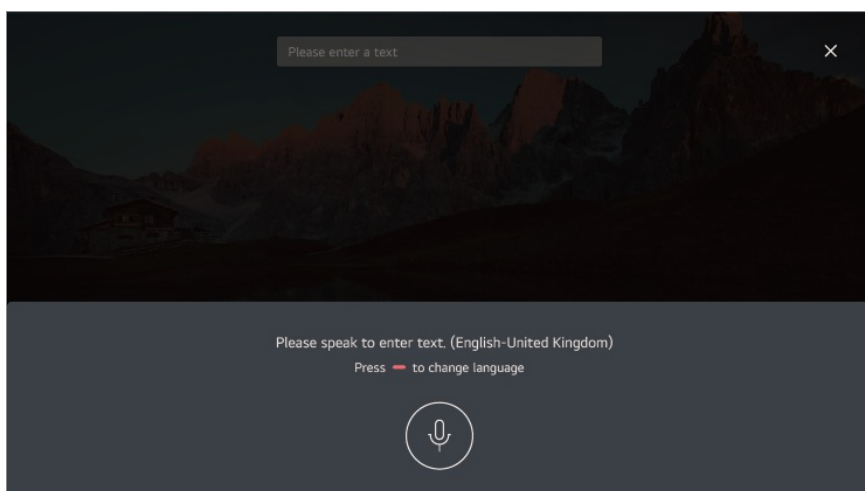 Please enter a text
Please speak to enter text. (English-United Kingdom)
Press to change language